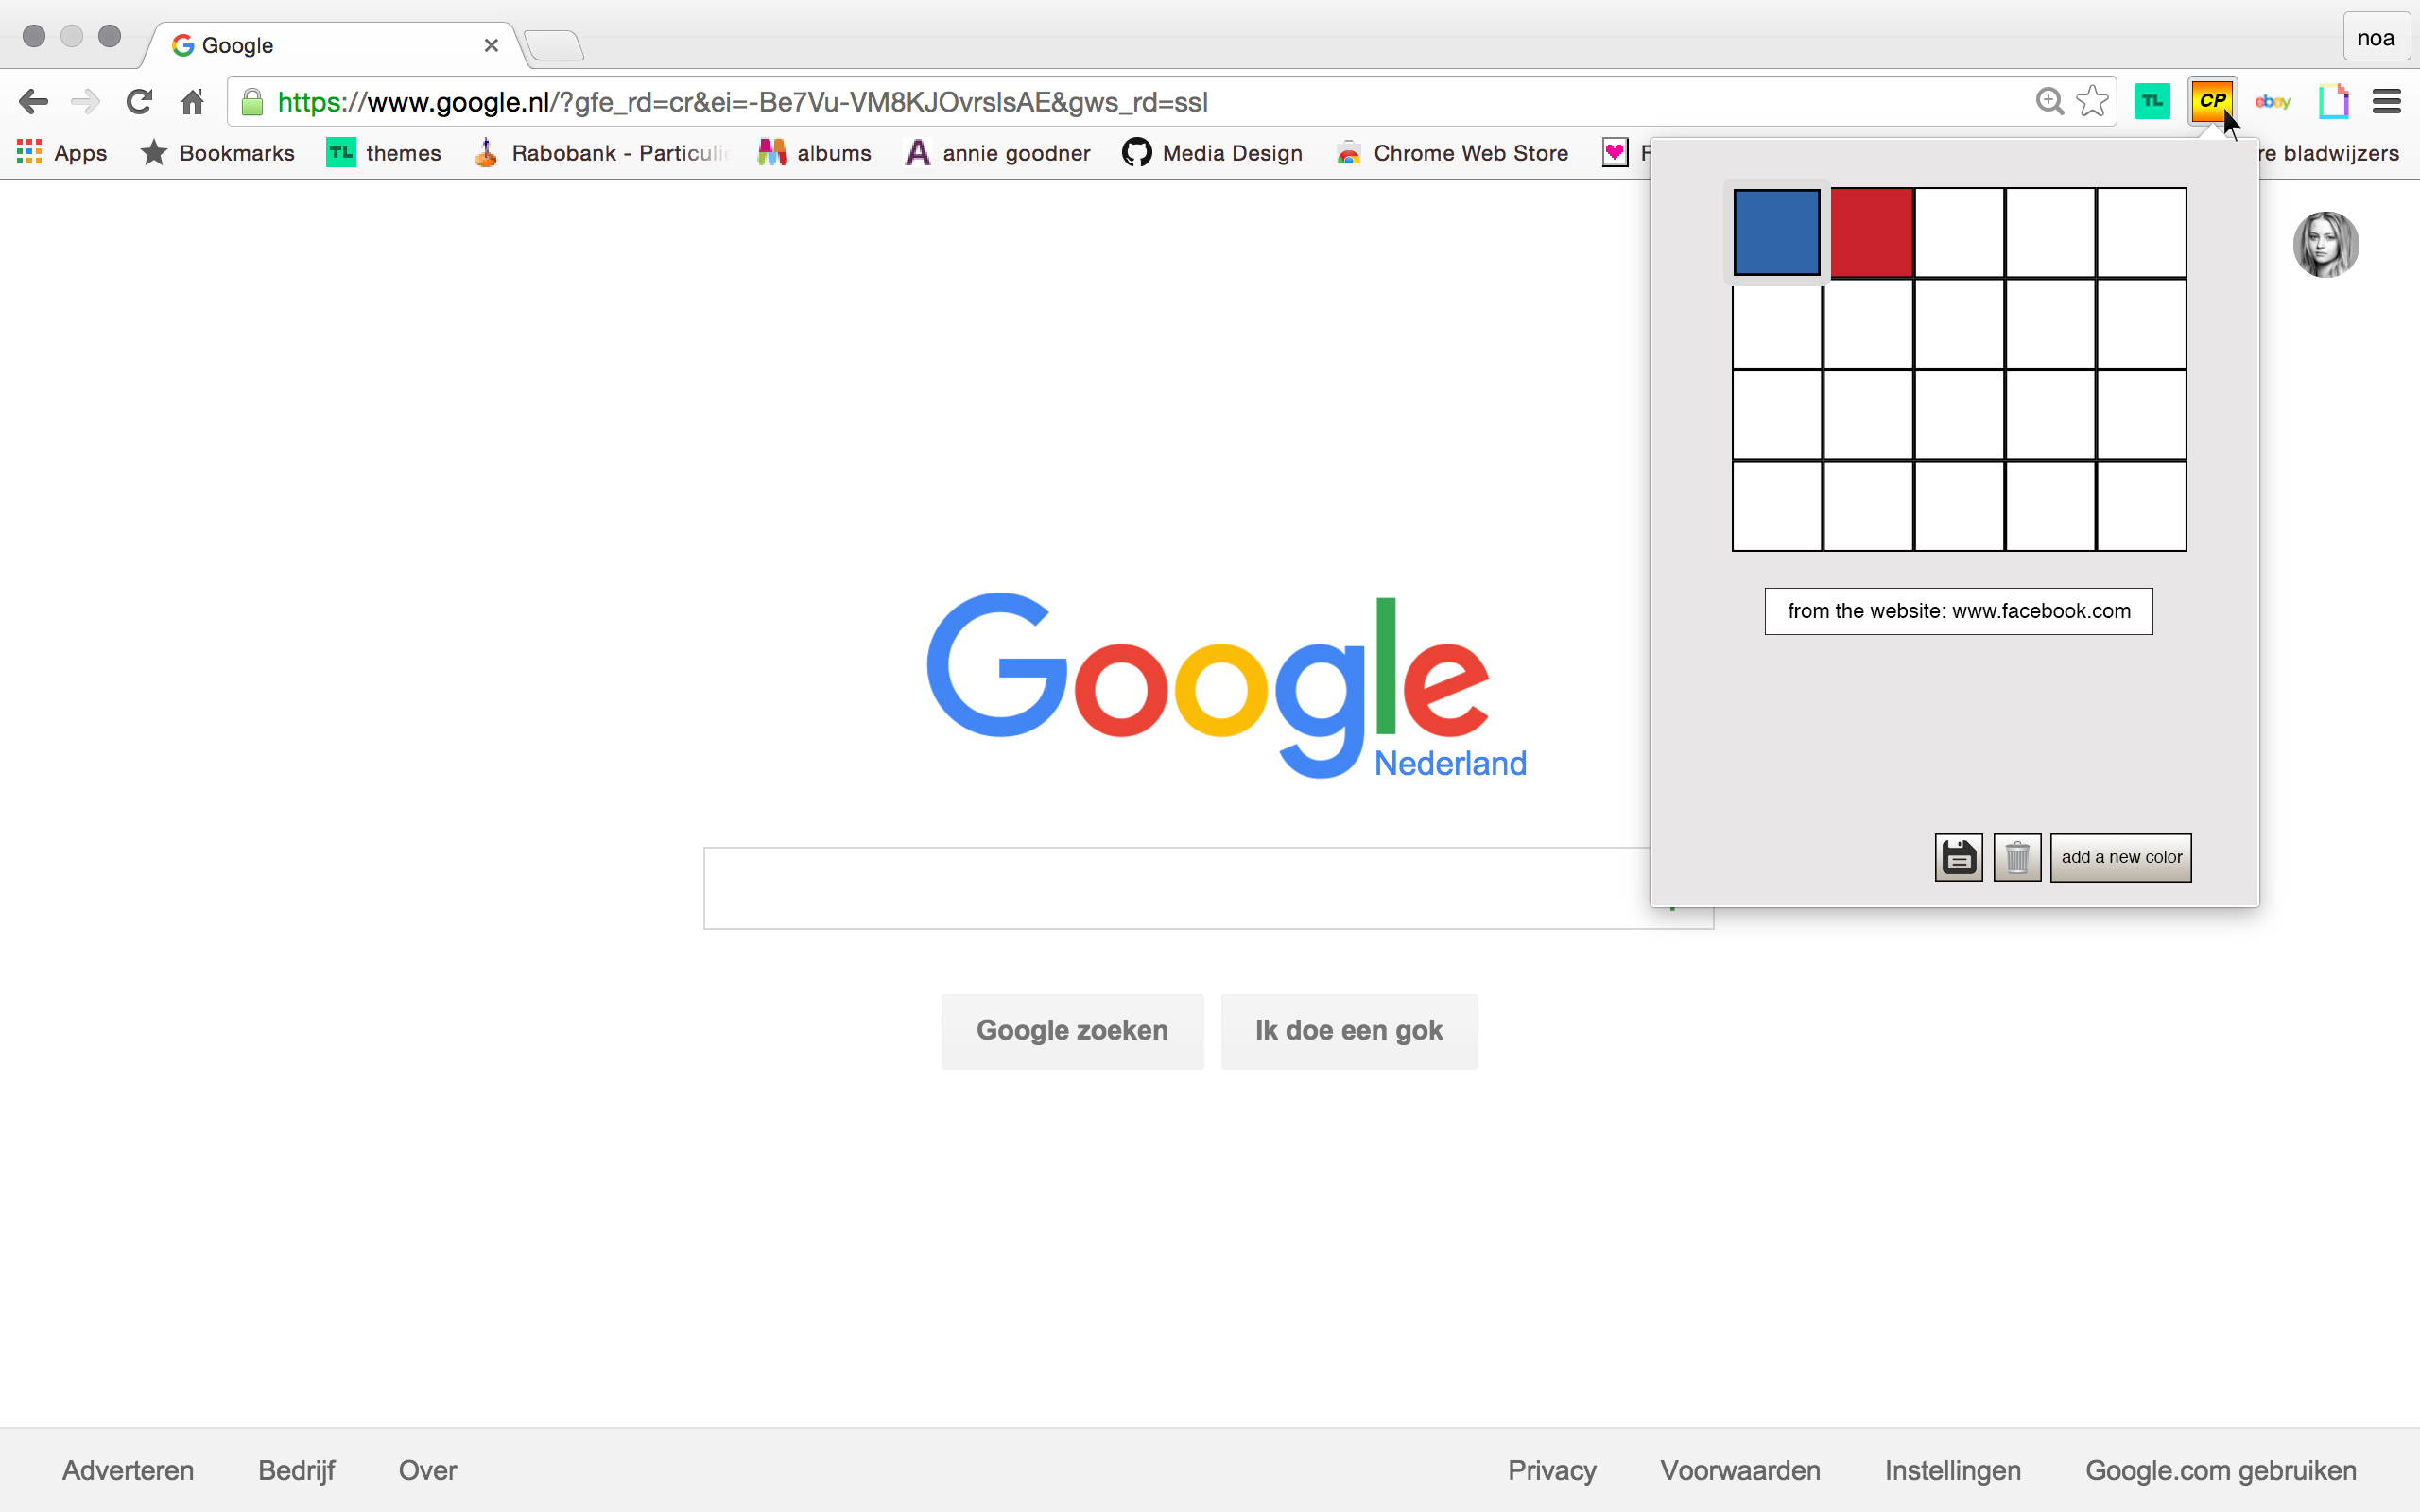 Google
noa
https://www.google.nl/?gfe_rd=cr&ei=-Be7Vu-VM8KJOvrsIsAE&gws_rd=ssl
TL
CP
ebay
Apps
Bookmarks
TL themes
Rabobank - Particuli
albums
A annie goodner
Media Design
Chrome Web Store
re bladwijzers
from the website: www.facebook.com
Google
Nederland
add a new color
Google zoeken
Ik doe een gok
Adverteren
Bedrijf
Over
Privacy
Voorwaarden
Instellingen
Google.com gebruiken